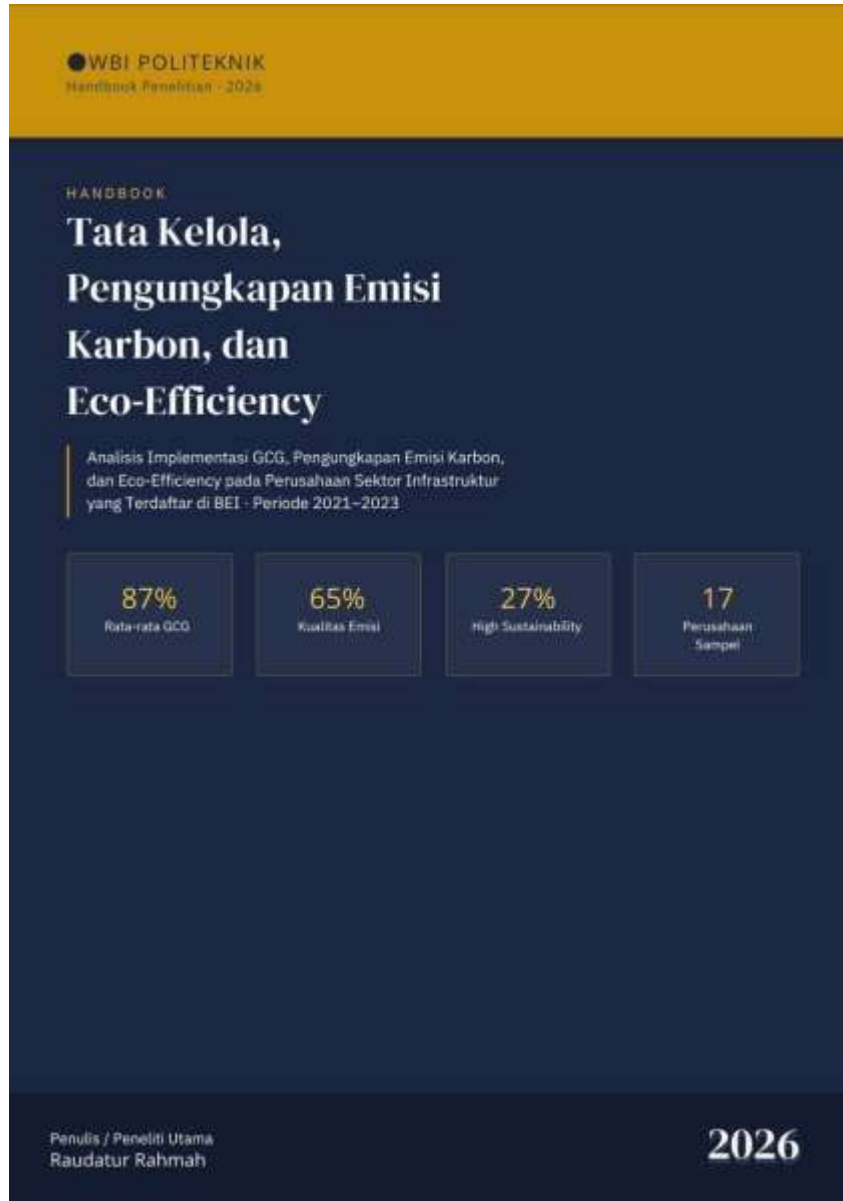 WBI POLITEKNIK
Handbook Penelitian - 2026
HANDBOOK
Tata Kelola,
Pengungkapan Emisi
Karbon, dan
Eco-Efficiency
Analisis Implementasi GCG, Pengungkapan Emisi Karbon,
dan Eco-Efficiency pada Perusahaan Sektor Infrastruktur
yang Terdaftar di BEI · Periode 2021–2023
87%
Rata-rata GCG
65%
Kualitas Emisi
27%
High Sustainability
17
Perusahaan
Sampel
Penulis / Peneliti Utama
Raudatur Rahmah
2026